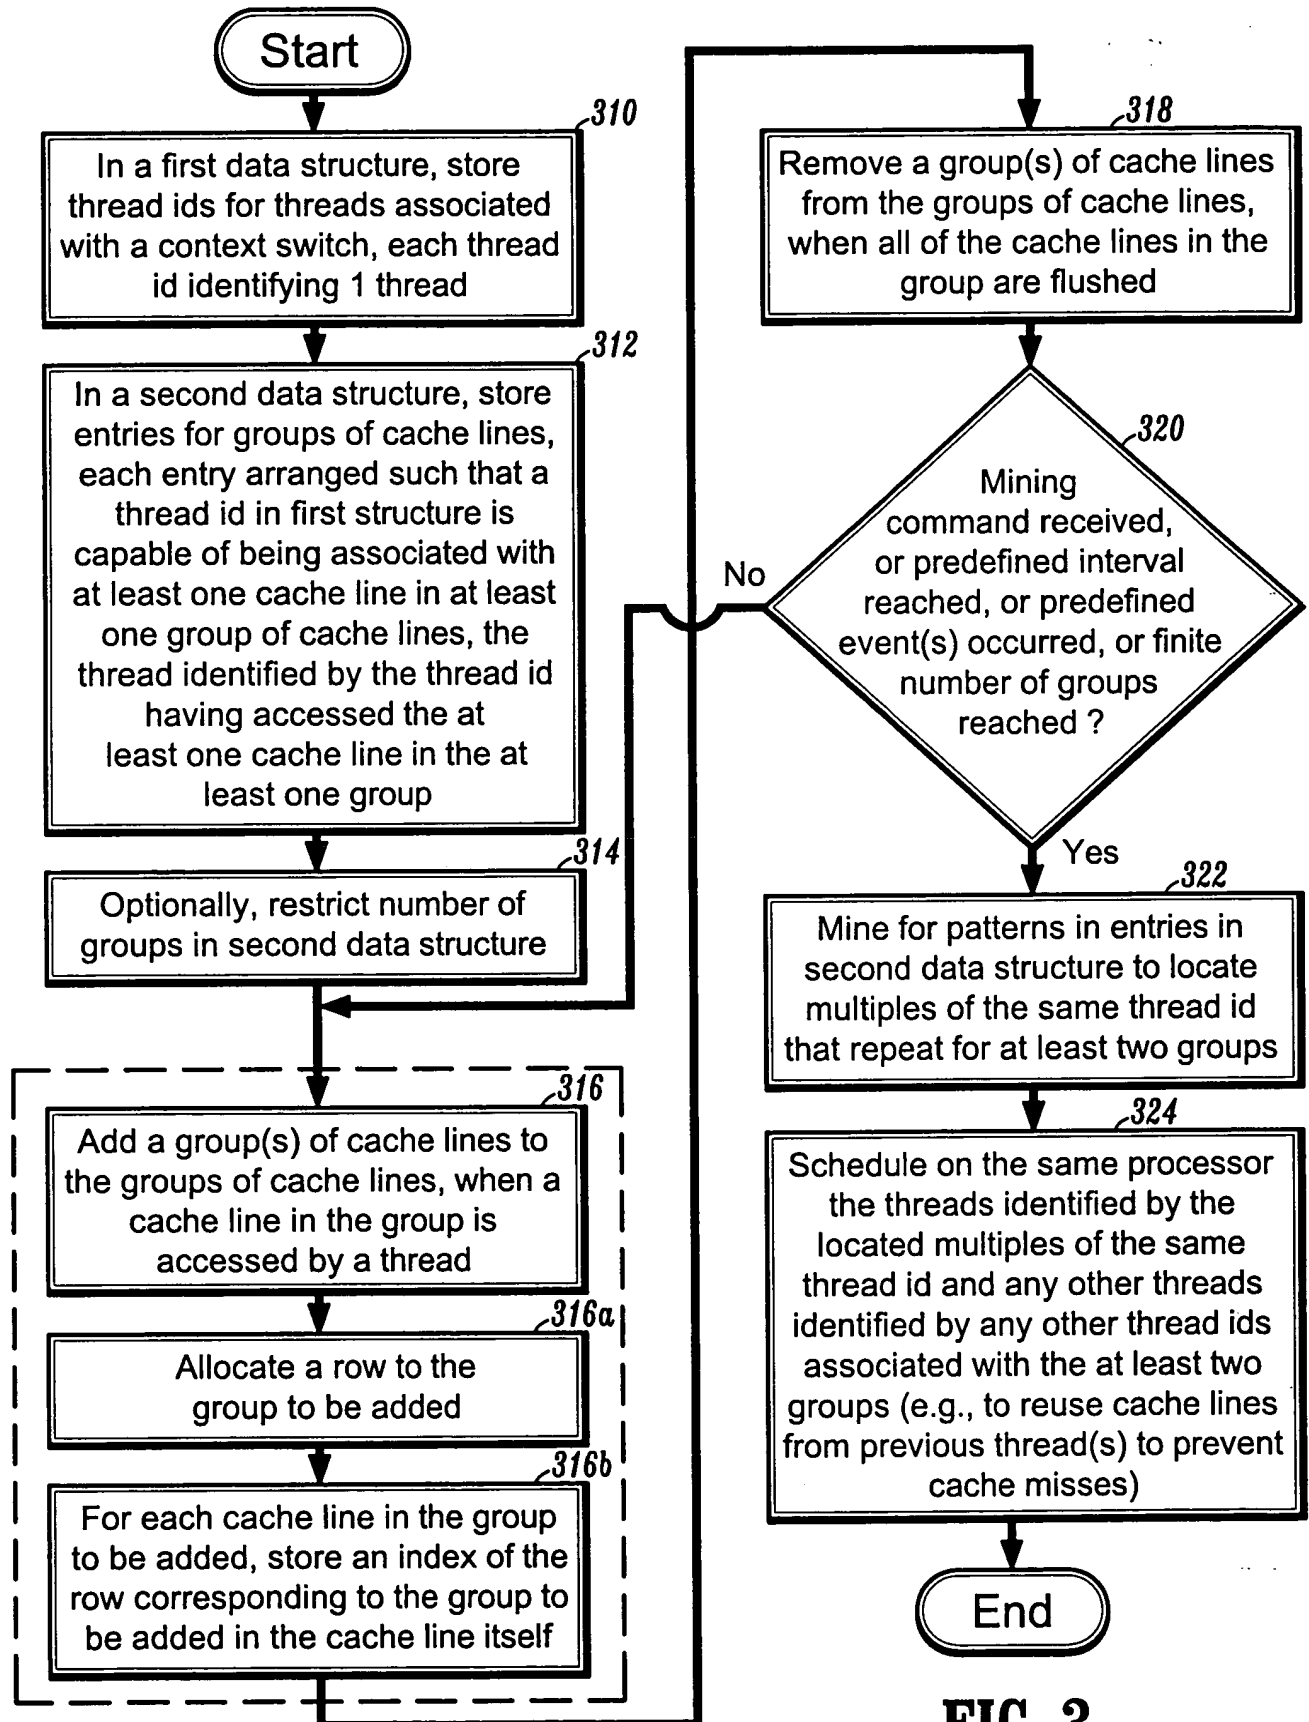 Start
310
In a first data structure, store
thread ids for threads associated
with a context switch, each thread
id identifying 1 thread
312
In a second data structure, store
entries for groups of cache lines,
each entry arranged such that a
thread id in first structure is
capable of being associated with
at least one cache line in at least
one group of cache lines, the
thread identified by the thread id
having accessed the at
least one cache line in the at
least one group
314
Optionally, restrict number of
groups in second data structure
316
Add a group(s) of cache lines to
the groups of cache lines, when a
cache line in the group is
accessed by a thread
316a
Allocate a row to the
group to be added
316b
For each cache line in the group
to be added, store an index of the
row corresponding to the group to
be added in the cache line itself
318
Remove a group(s) of cache lines
from the groups of cache lines,
when all of the cache lines in the
group are flushed
320
Mining
command received,
or predefined interval
reached, or predefined
event(s) occurred, or finite
number of groups
reached ?
No
Yes
322
Mine for patterns in entries in
second data structure to locate
multiples of the same thread id
that repeat for at least two groups
324
Schedule on the same processor
the threads identified by the
located multiples of the same
thread id and any other threads
identified by any other thread ids
associated with the at least two
groups (e.g., to reuse cache lines
from previous thread(s) to prevent
cache misses)
End
FIG.